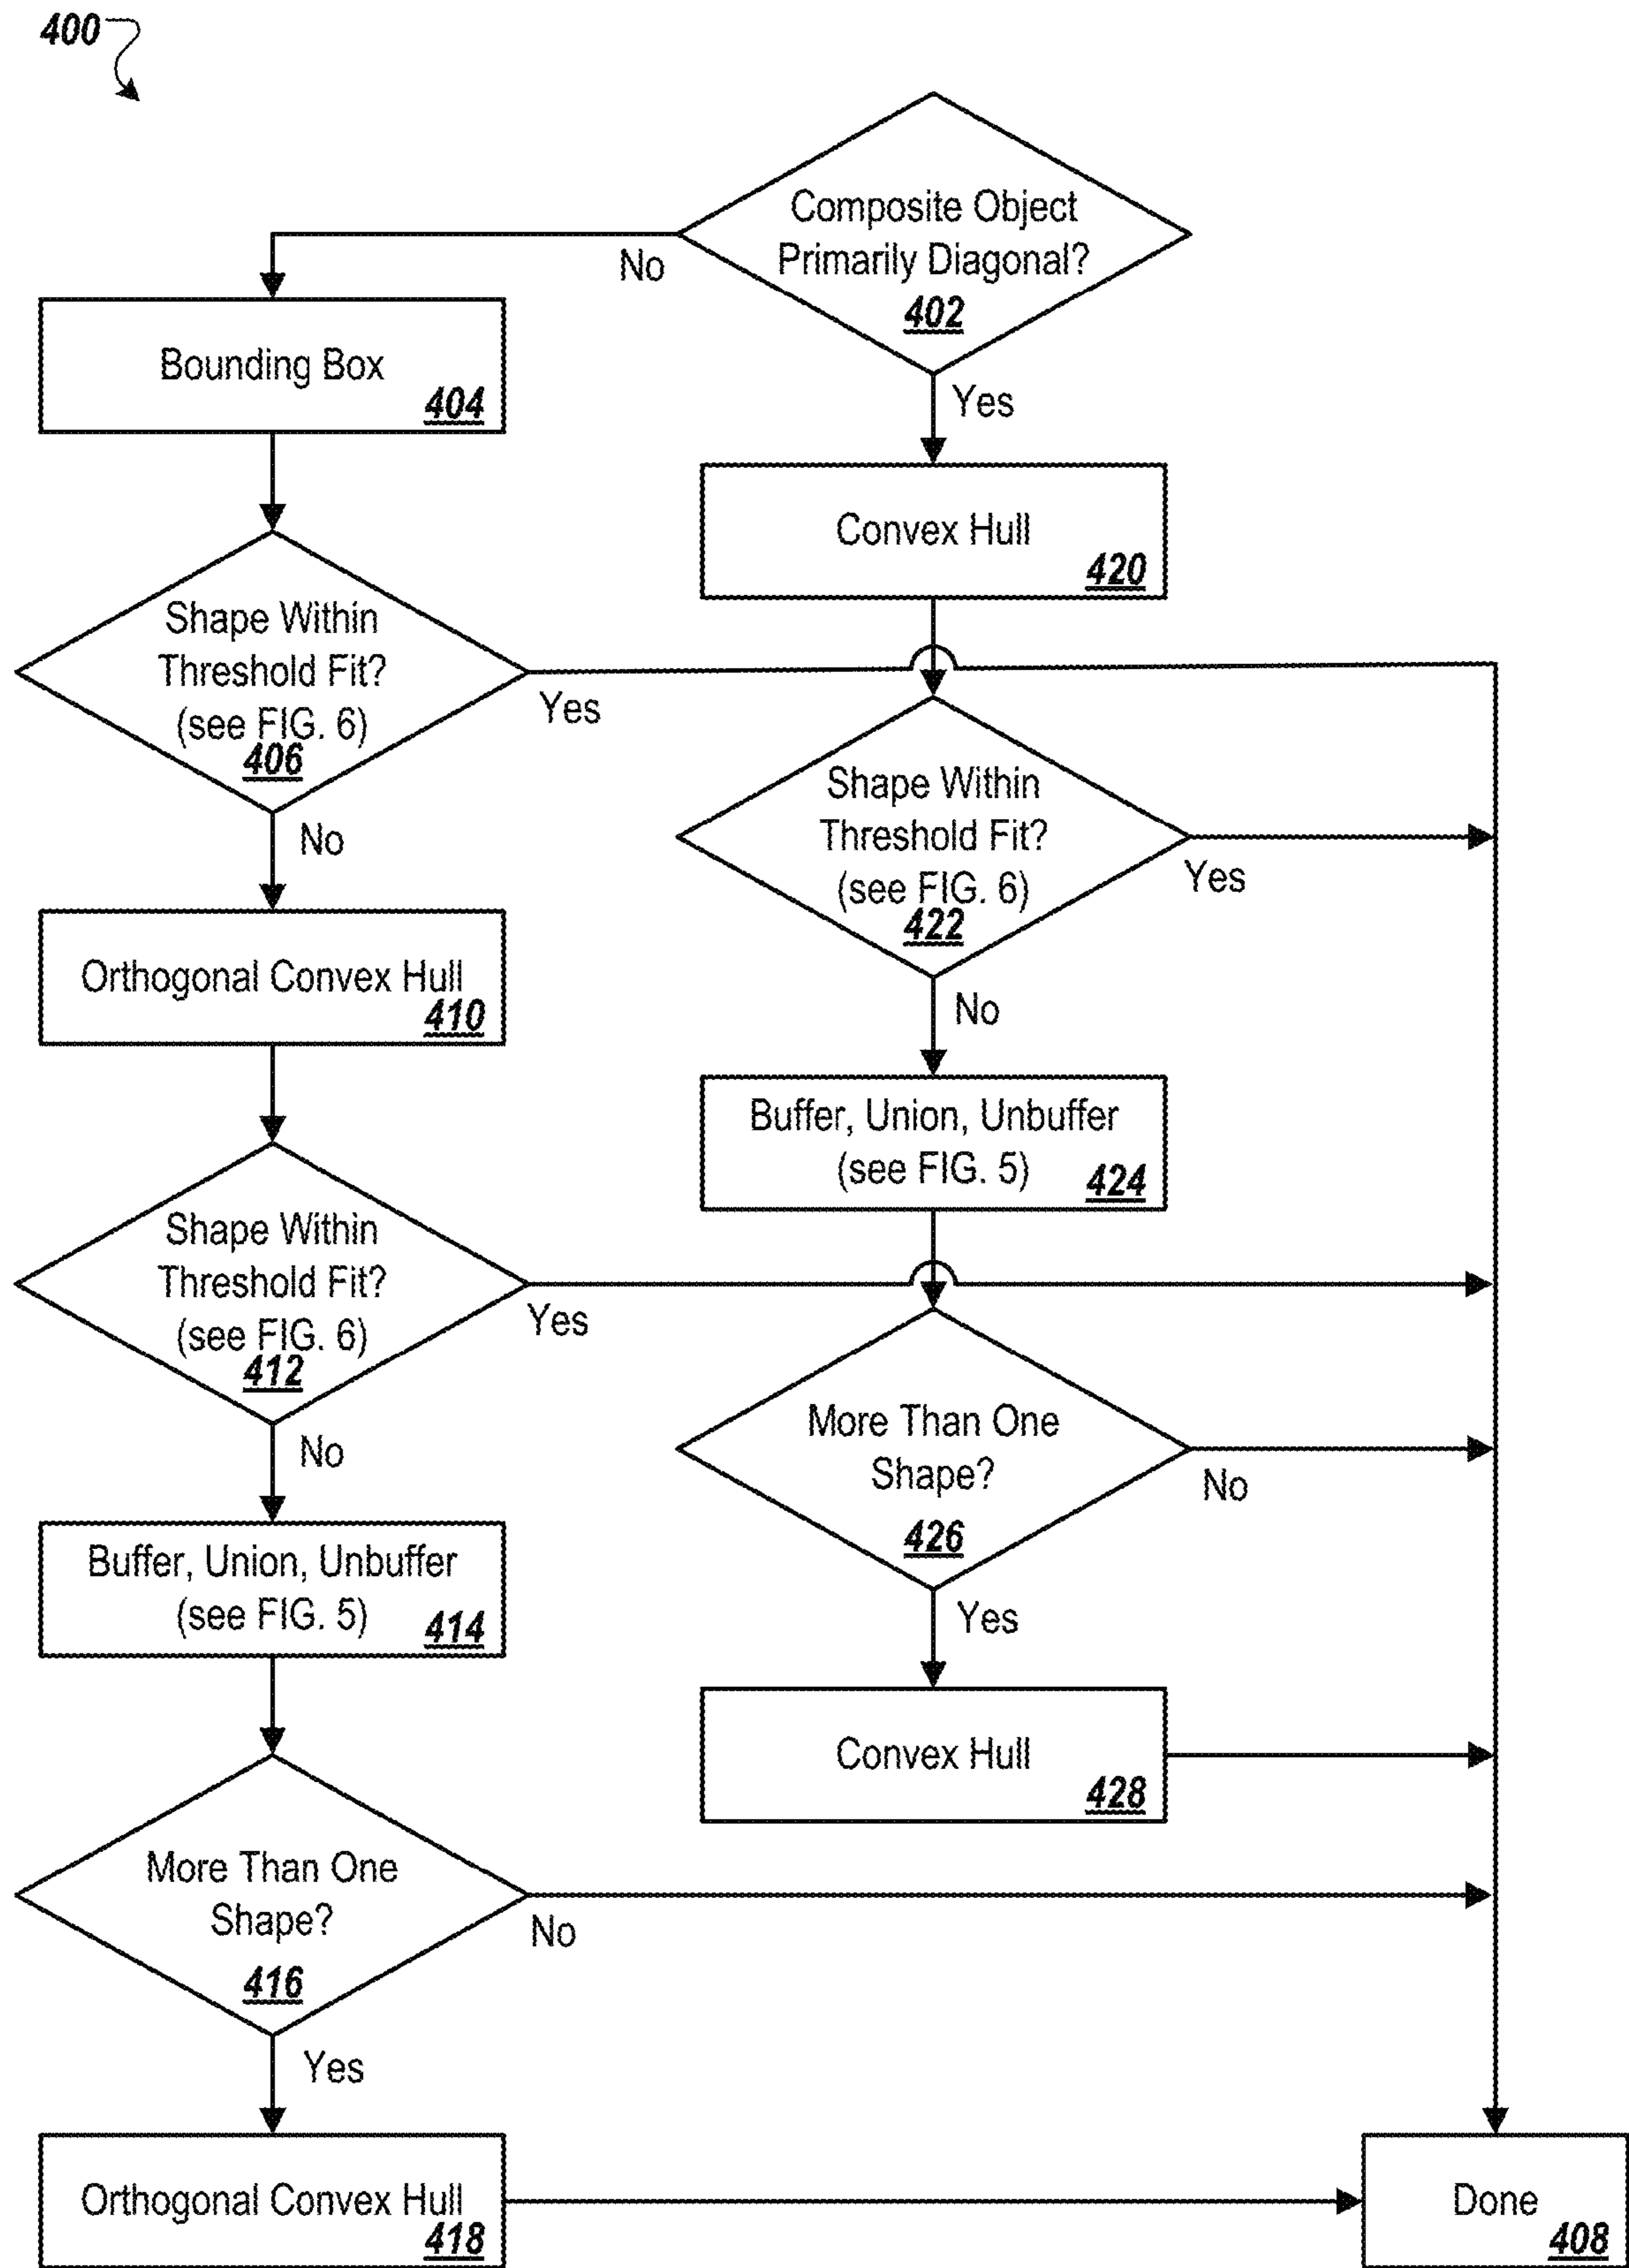 400
Composite Object
Primarily Diagonal?
402
No
Yes
Bounding Box
404
Convex Hull
420
Shape Within
Threshold Fit?
(see FIG. 6)
406
Yes
No
Shape Within
Threshold Fit?
(see FIG. 6)
422
Yes
No
Orthogonal Convex Hull
410
Buffer, Union, Unbuffer
(see FIG. 5)
424
Shape Within
Threshold Fit?
(see FIG. 6)
412
Yes
No
More Than One
Shape?
426
No
Yes
Buffer, Union, Unbuffer
(see FIG. 5)
414
Convex Hull
428
More Than One
Shape?
416
No
Yes
Orthogonal Convex Hull
418
Done
408